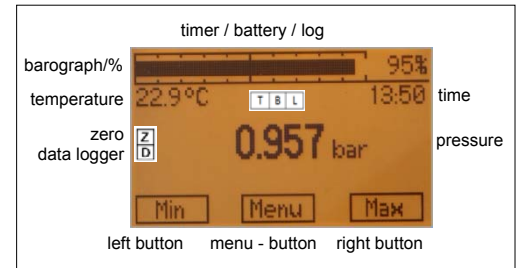 timer / battery / log
barograph/% 95%
temperature 22.9°C T B L 13:50 time
zero Z
data logger D 0.957 bar pressure
Min Menu Max
left button menu - button right button